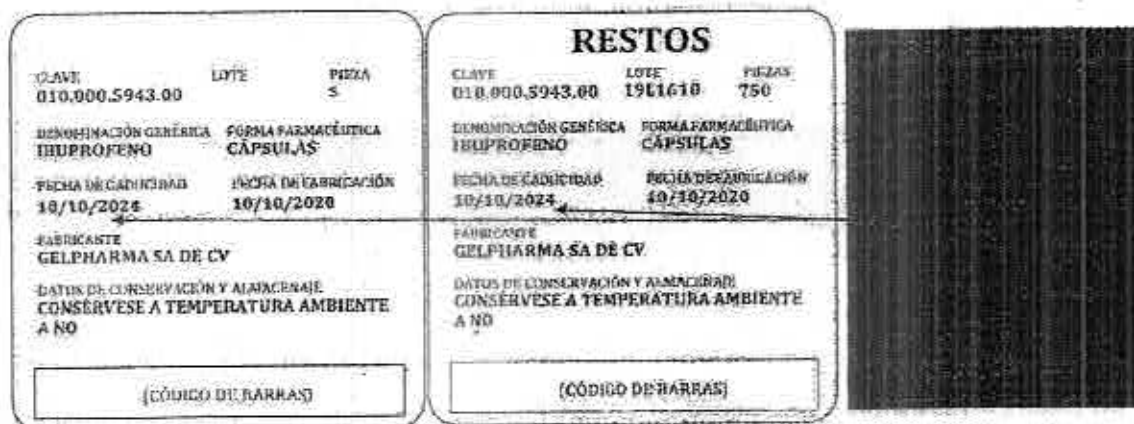 CLAVE LOTE PIEZA
010.000.5943.00 S
DENOMINACIÓN GENÉRICA FORMA FARMACÉUTICA
IBUPROFENO CÁPSULAS
FECHA DE CADUCIDAD FECHA DE FABRICACIÓN
10/10/2024 10/10/2020
FABRICANTE
GELPHARMA SA DE CV
DATOS DE CONSERVACIÓN Y ALMACENAJE
CONSÉRVESE A TEMPERATURA AMBIENTE
A NO
(CÓDIGO DE BARRAS)
RESTOS
CLAVE LOTE PIEZAS
010.000.5943.00 19E1610 750
DENOMINACIÓN GENÉRICA FORMA FARMACÉUTICA
IBUPROFENO CÁPSULAS
FECHA DE CADUCIDAD FECHA DE FABRICACIÓN
10/10/2024 10/10/2020
FABRICANTE
GELPHARMA SA DE CV
DATOS DE CONSERVACIÓN Y ALMACENAJE
CONSÉRVESE A TEMPERATURA AMBIENTE
A NO
(CÓDIGO DE BARRAS)